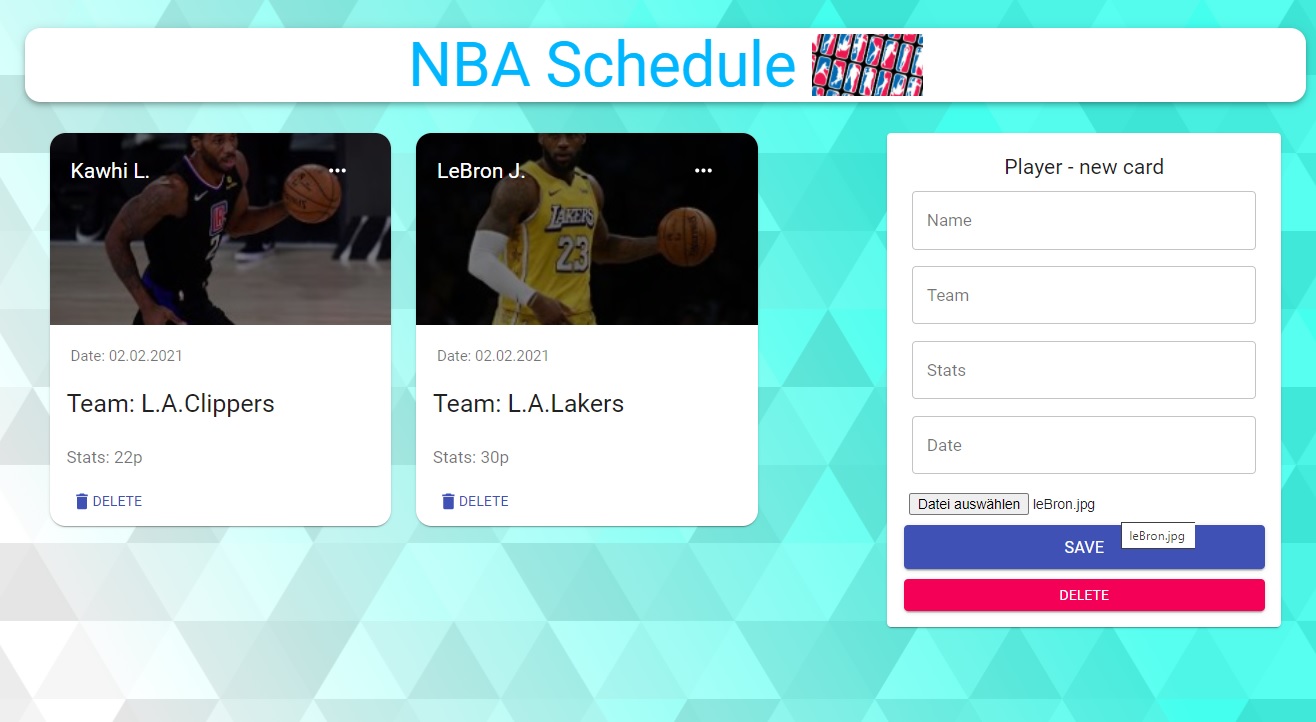 NBA Schedule
Kawhi L.
LAKERS
23
Date: 02.02.2021
Team: L.A.Clippers
Stats: 22p
DELETE
LeBron J.
Date: 02.02.2021
Team: L.A.Lakers
Stats: 30p
DELETE
Player - new card
Name
Team
Stats
Date
Datei auswählen leBron.jpg
SAVE
leBron.jpg
DELETE